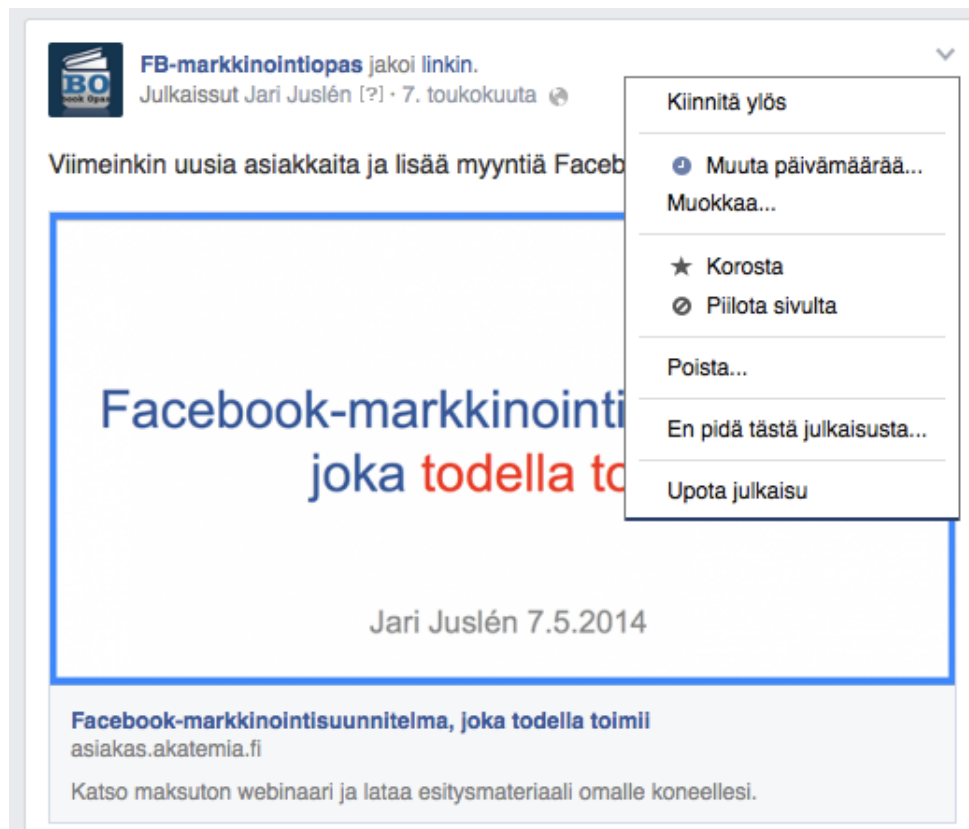 BO
book Opas
FB-markkinointiopas jakoi linkin.
Julkaissut Jari Juslén [?] · 7. toukokuuta
Viimeinkin uusia asiakkaita ja lisää myyntiä Faceb
Kiinnitä ylös
Muuta päivämäärää...
Muokkaa...
Korosta
Piilota sivulta
Poista...
En pidä tästä julkaisusta...
Upota julkaisu
Facebook-markkinointi
joka todella to
Jari Juslén 7.5.2014
Facebook-markkinointisuunnitelma, joka todella toimii
asiakas.akatemia.fi
Katso maksuton webinaari ja lataa esitysmateriaali omalle koneellesi.